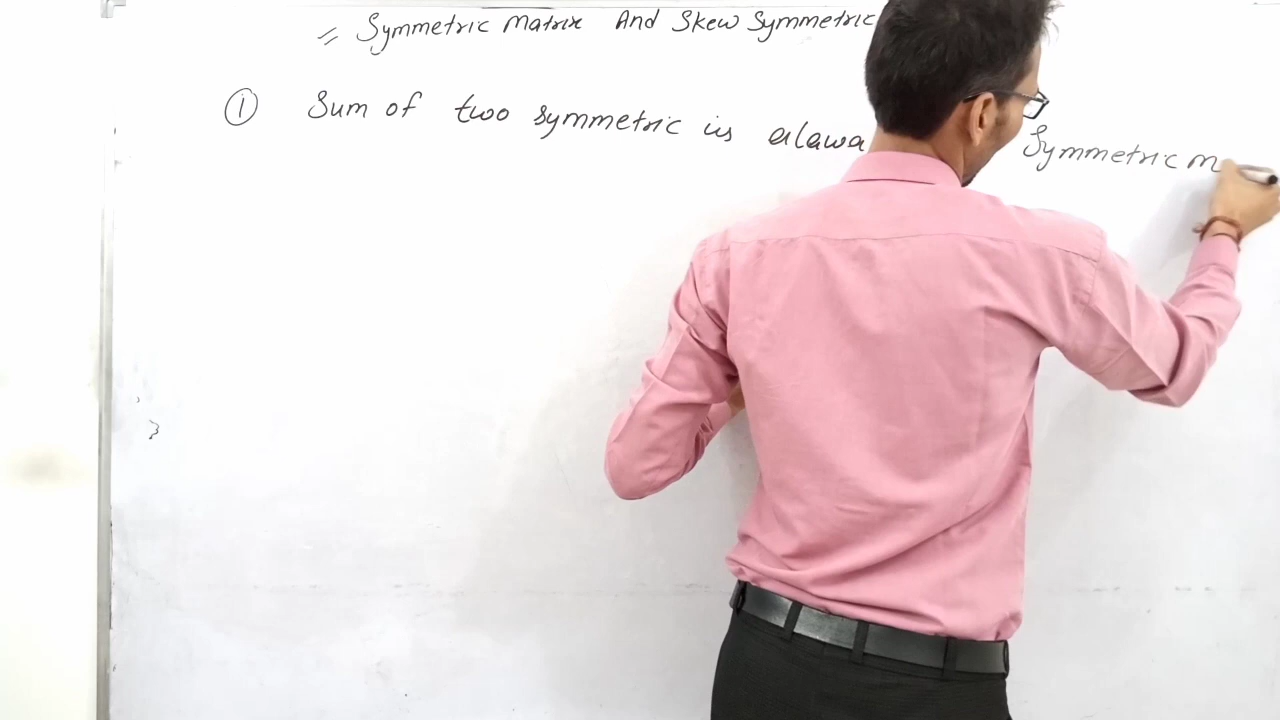 = Symmetric Matrix And Skew Symmetric
① Sum of two symmetric is alawa Symmetric m